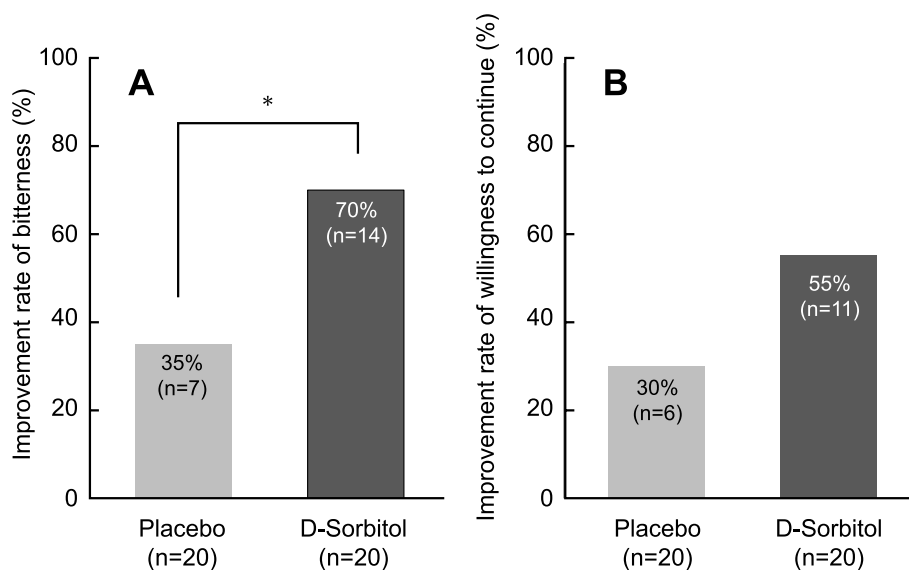 Improvement rate of bitterness (%)
100
80
60
40
20
0
A
*
35%
(n=7)
70%
(n=14)
Placebo
(n=20)
D-Sorbitol
(n=20)
Improvement rate of willingness to continue (%)
100
80
60
40
20
0
B
30%
(n=6)
55%
(n=11)
Placebo
(n=20)
D-Sorbitol
(n=20)